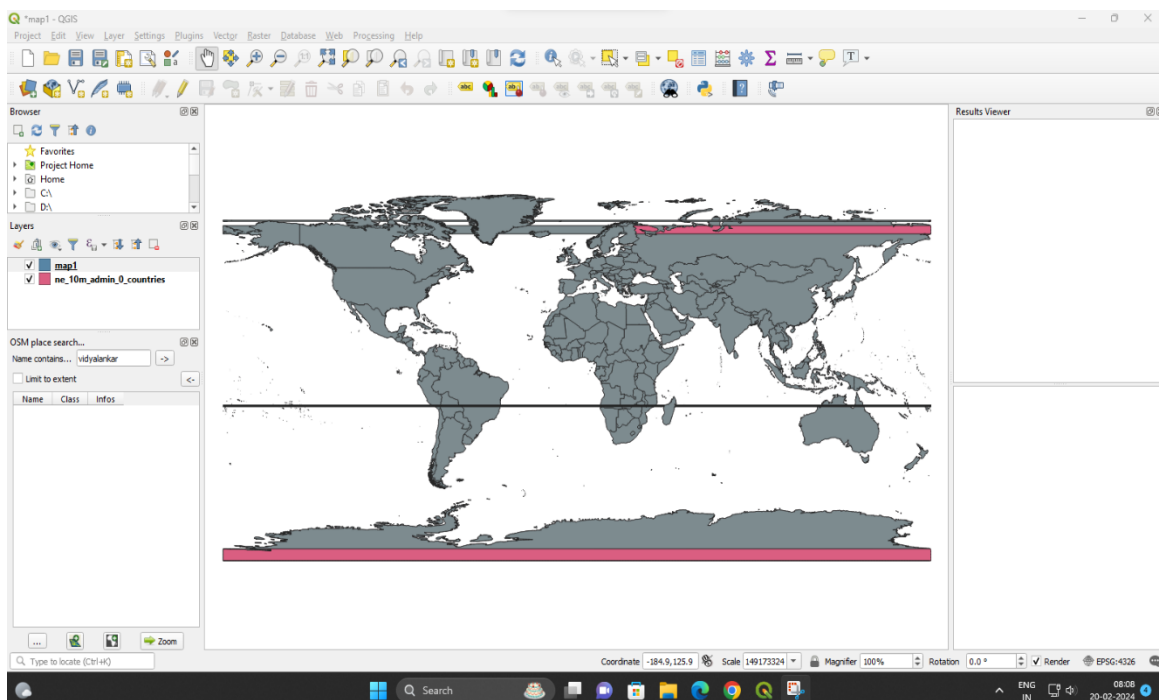 *map1 - QGIS
Project Edit View Layer Settings Plugins Vector Raster Database Web Processing Help
Browser
Favorites
Project Home
Home
C:\
D:\
Layers
map1
ne_10m_admin_0_countries
OSM place search...
Name contains... vidyalankar ->
Limit to extent <-
Name Class Infos
... Zoom
Results Viewer
Type to locate (Ctrl+K) Coordinate -184.9,125.9 Scale 149173324 Magnifier 100% Rotation 0.0 ° Render EPSG:4326
Search
ENG
IN
08:08
20-02-2024
4